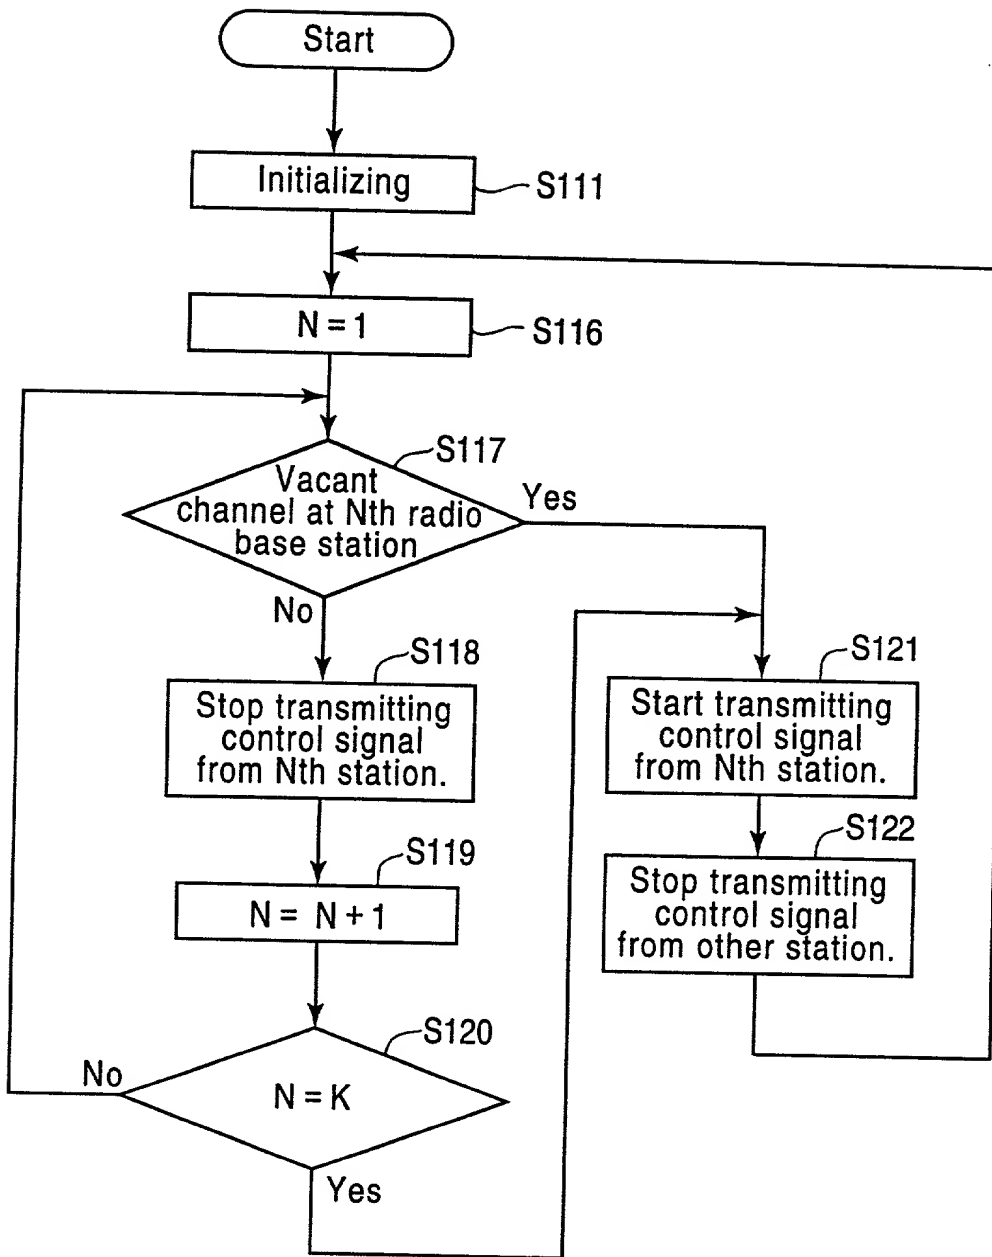 Start
Initializing
S111
N = 1
S116
S117
Vacant
channel at Nth radio
base station
Yes
No
S118
Stop transmitting
control signal
from Nth station.
S119
N = N + 1
S120
N = K
No
Yes
S121
Start transmitting
control signal
from Nth station.
S122
Stop transmitting
control signal
from other station.